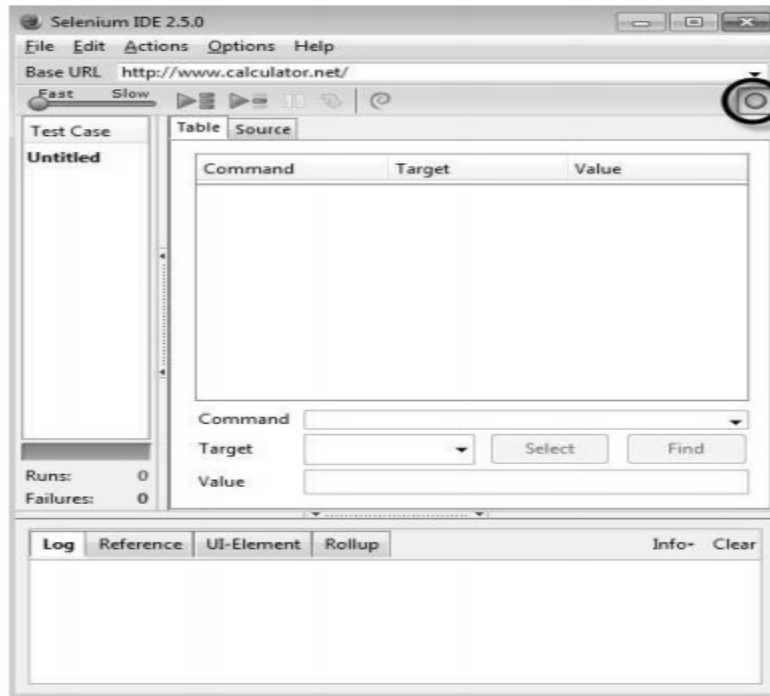 Selenium IDE 2.5.0
File Edit Actions Options Help
Base URL http://www.calculator.net/
Fast Slow
Test Case
Untitled
Table Source
Command Target Value
Command
Target Select Find
Value
Runs: 0
Failures: 0
Log Reference UI-Element Rollup Info- Clear